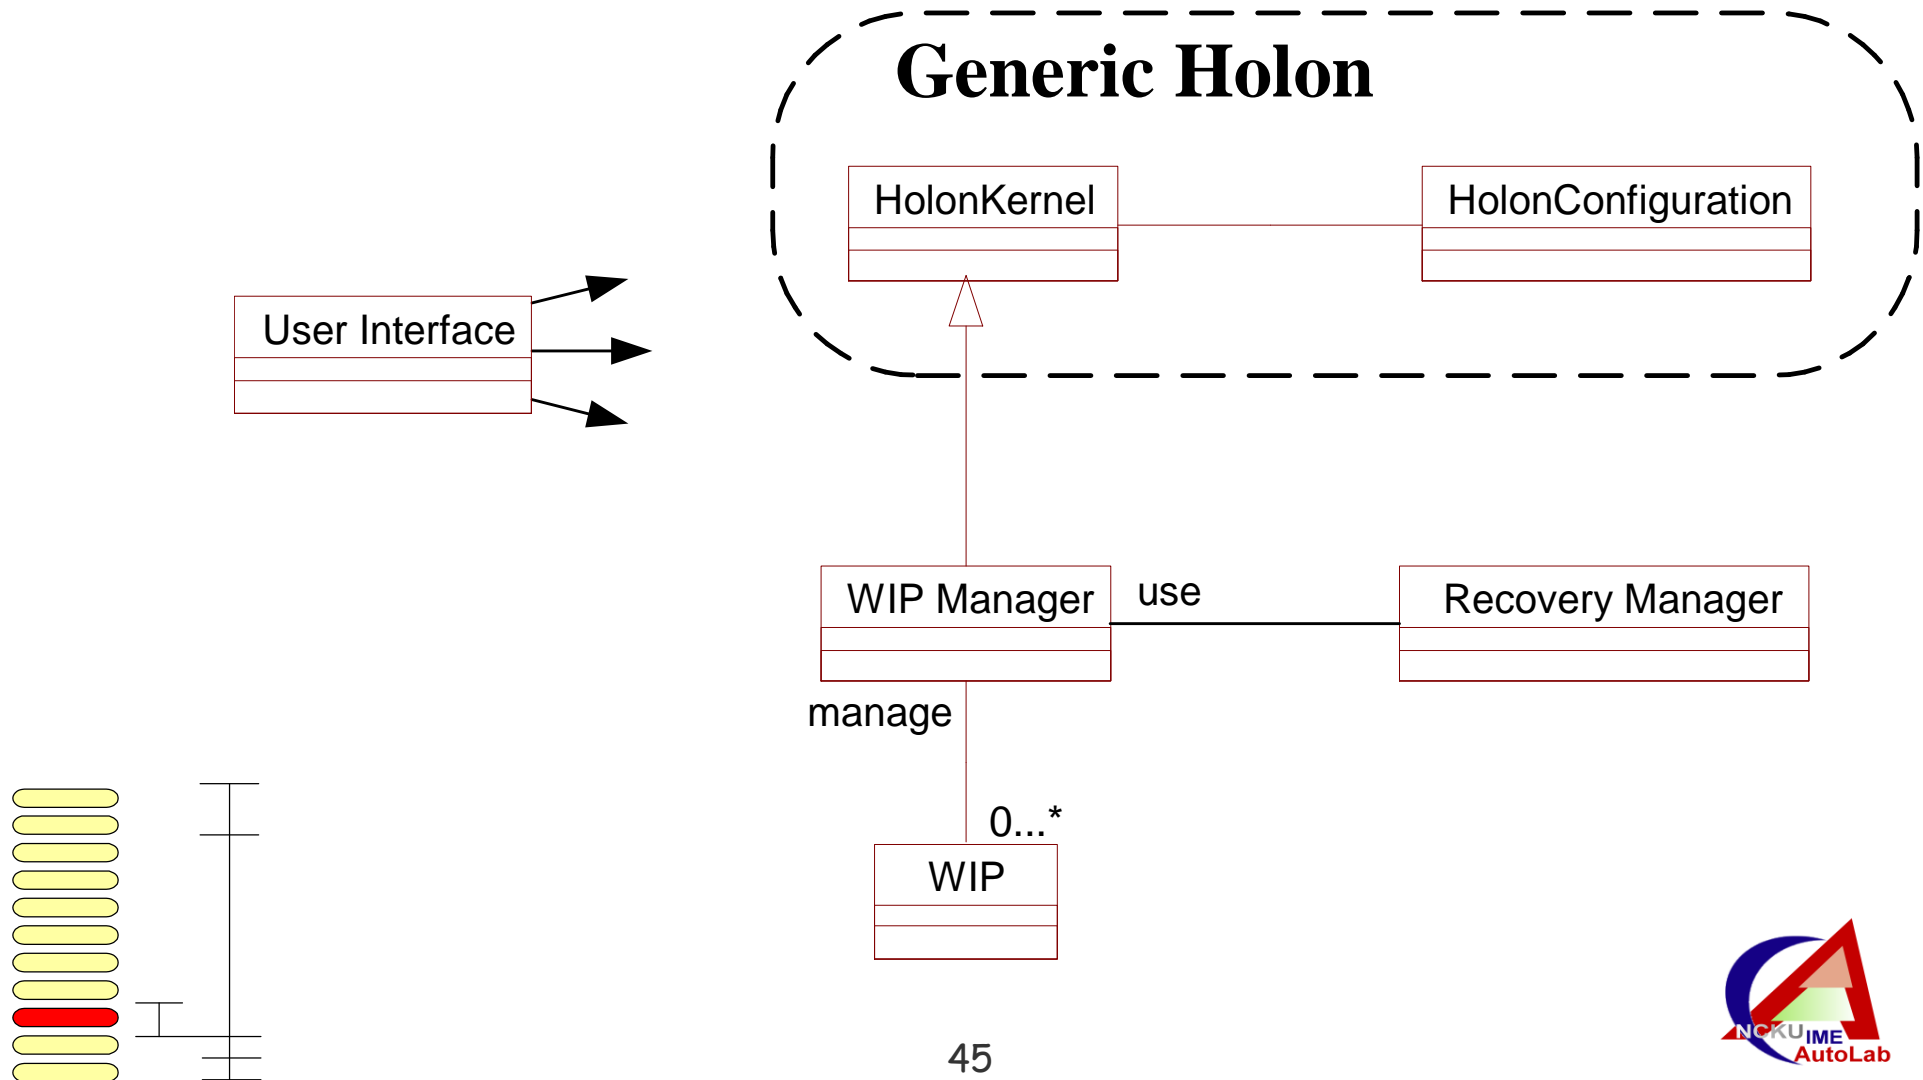 Generic Holon
HolonKernel
HolonConfiguration
User Interface
WIP Manager
use
Recovery Manager
manage
0...*
WIP
NCKU IME
AutoLab
45